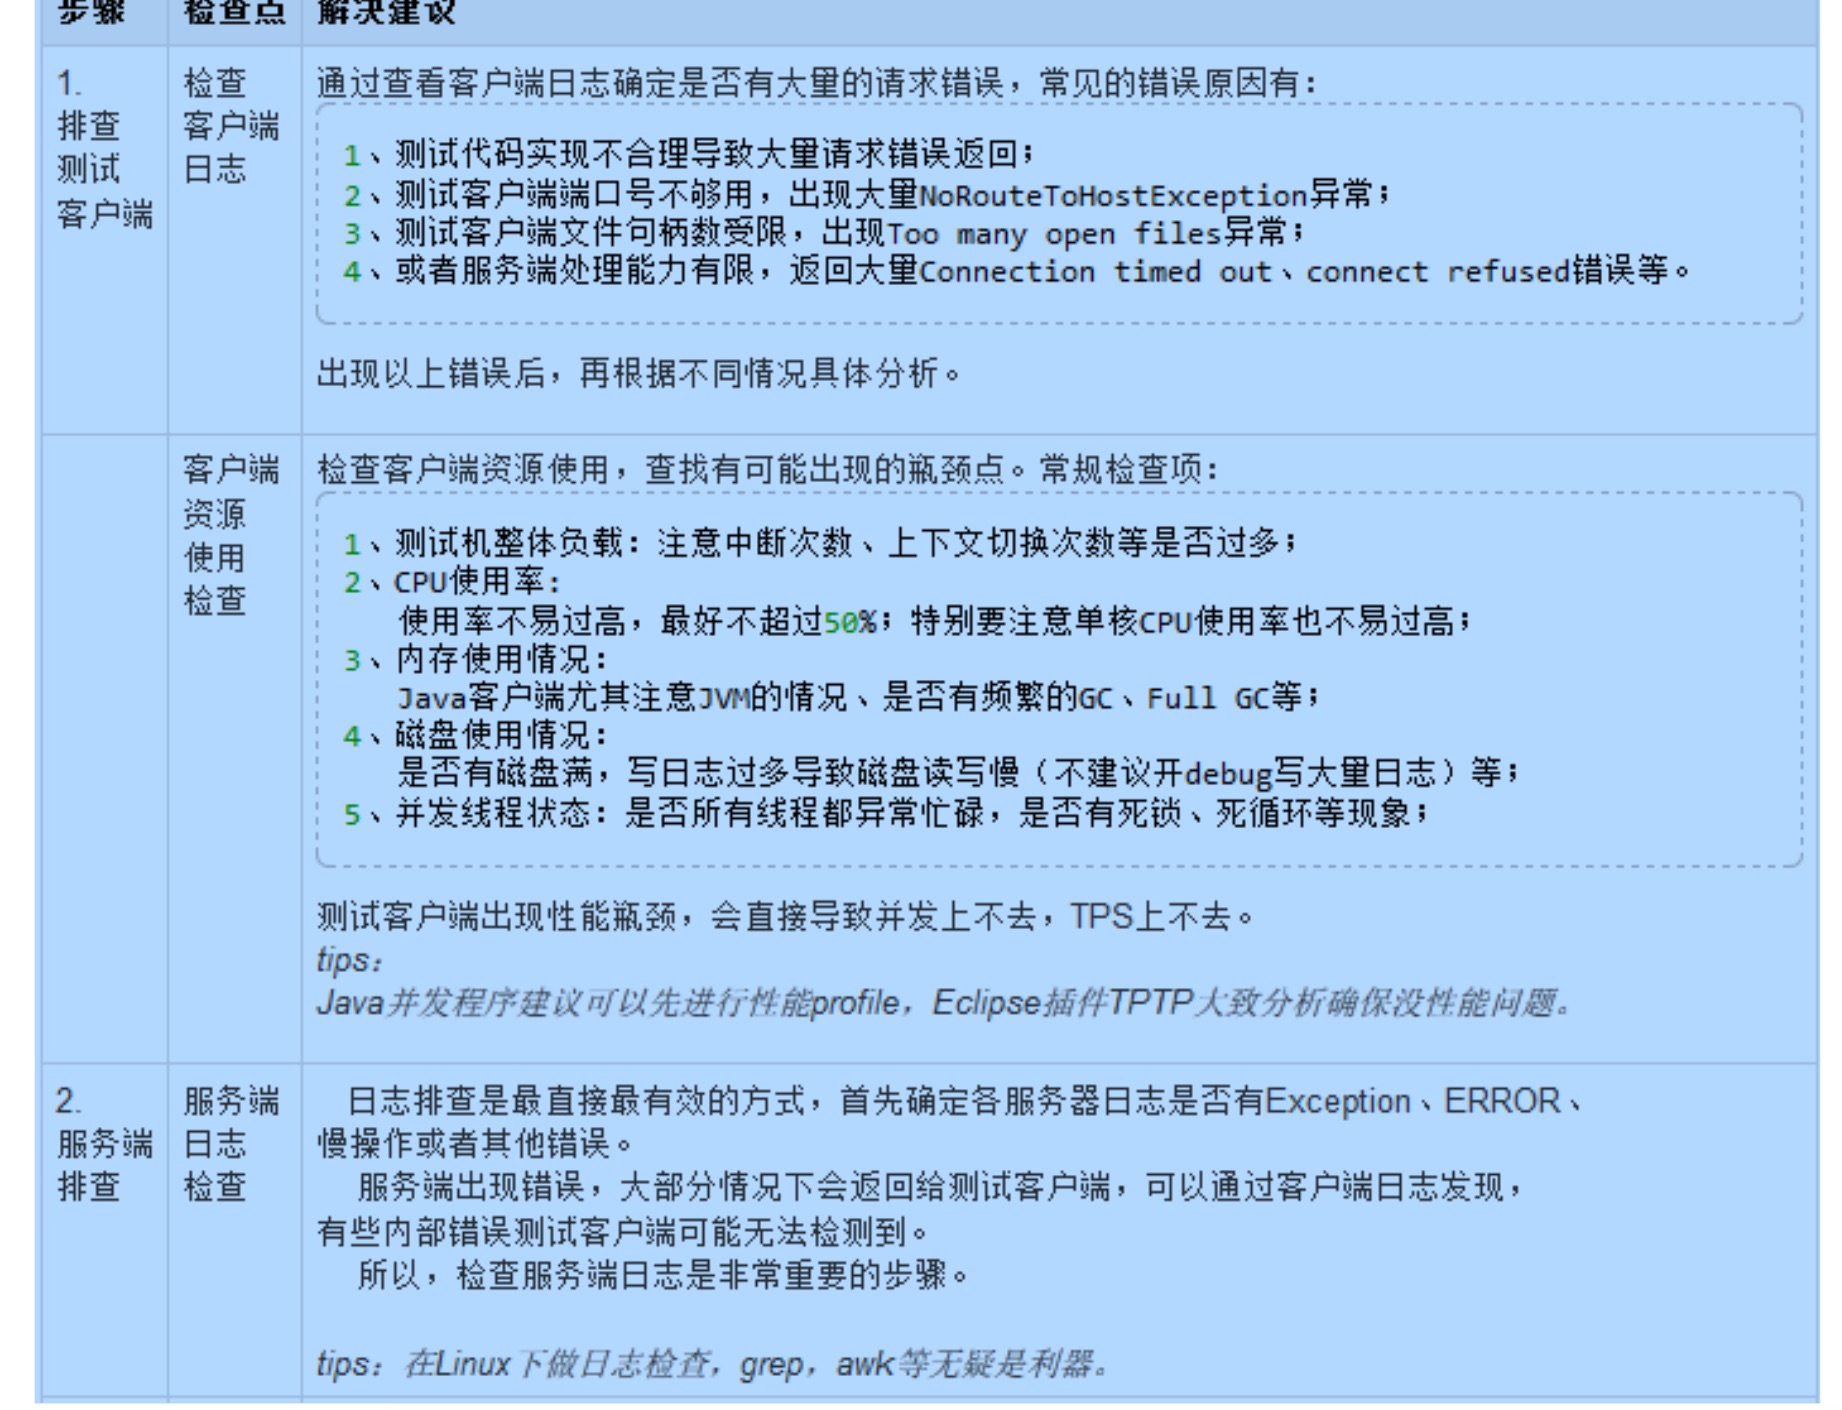 步骤 检查点 解决建议
1.
排查
测试
客户端
检查
客户端
日志
通过查看客户端日志确定是否有大量的请求错误，常见的错误原因有：
1、测试代码实现不合理导致大量请求错误返回；
2、测试客户端端口号不够用，出现大量NoRouteToHostException异常；
3、测试客户端文件句柄数受限，出现Too many open files异常；
4、或者服务端处理能力有限，返回大量Connection timed out、connect refused错误等。
出现以上错误后，再根据不同情况具体分析。
客户端
资源
使用
检查
检查客户端资源使用，查找有可能出现的瓶颈点。常规检查项：
1、测试机整体负载：注意中断次数、上下文切换次数等是否过多；
2、CPU使用率：
使用率不易过高，最好不超过50%；特别要注意单核CPU使用率也不易过高；
3、内存使用情况：
Java客户端尤其注意JVM的情况、是否有频繁的GC、Full GC等；
4、磁盘使用情况：
是否有磁盘满，写日志过多导致磁盘读写慢（不建议开debug写大量日志）等；
5、并发线程状态：是否所有线程都异常忙碌，是否有死锁、死循环等现象；
测试客户端出现性能瓶颈，会直接导致并发上不去，TPS上不去。
tips：
Java并发程序建议可以先进行性能profile，Eclipse插件TPTP大致分析确保没性能问题。
2.
服务端
排查
服务端
日志
检查
日志排查是最直接最有效的方式，首先确定各服务器日志是否有Exception、ERROR、
慢操作或者其他错误。
服务端出现错误，大部分情况下会返回给测试客户端，可以通过客户端日志发现，
有些内部错误测试客户端可能无法检测到。
所以，检查服务端日志是非常重要的步骤。
tips：在Linux下做日志检查，grep，awk等无疑是利器。